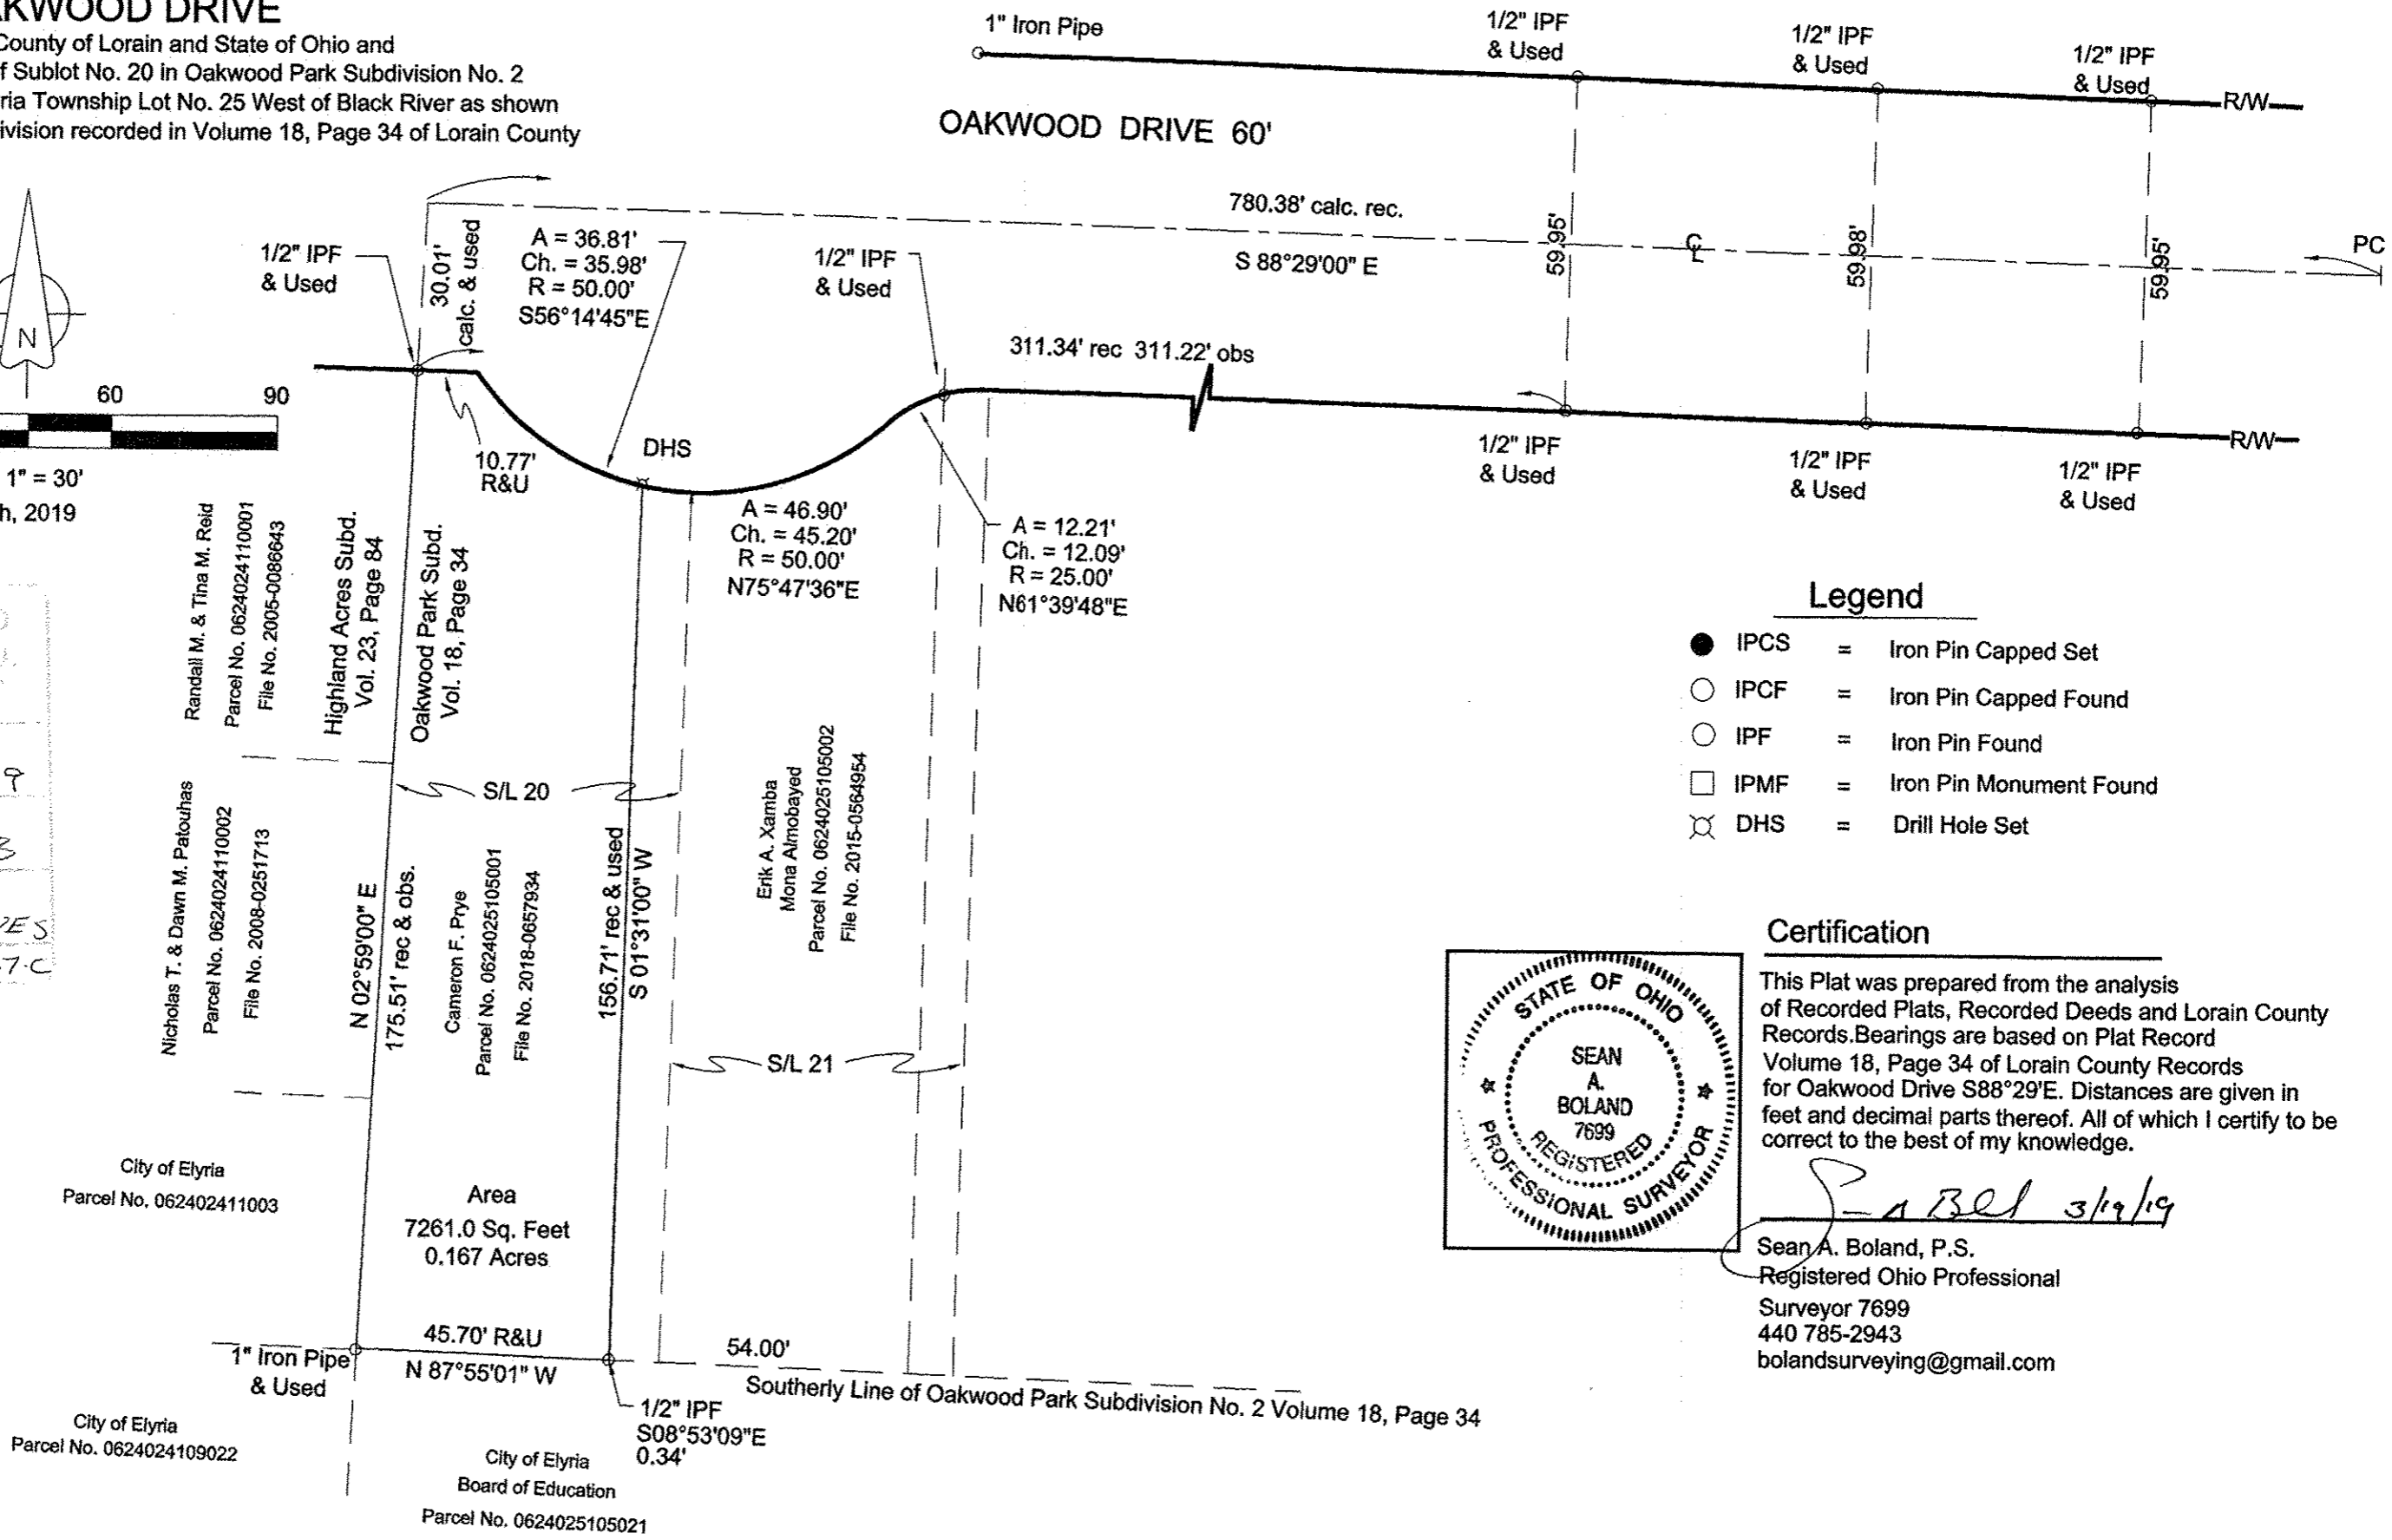 OAKWOOD DRIVE
County of Lorain and State of Ohio and
f Sublot No. 20 in Oakwood Park Subdivision No. 2
ria Township Lot No. 25 West of Black River as shown
ivision recorded in Volume 18, Page 34 of Lorain County
1" Iron Pipe
1/2" IPF
& Used
1/2" IPF
& Used
1/2" IPF
& Used
R/W
OAKWOOD DRIVE 60'
780.38' calc. rec.
S 88°29'00" E
59.95'
CL
59.98'
59.95'
PC
N
60
90
1" = 30'
h, 2019
1/2" IPF
& Used
30.01'
calc. & used
A = 36.81'
Ch. = 35.98'
R = 50.00'
S56°14'45"E
1/2" IPF
& Used
311.34' rec 311.22' obs
10.77'
R&U
DHS
A = 46.90'
Ch. = 45.20'
R = 50.00'
N75°47'36"E
A = 12.21'
Ch. = 12.09'
R = 25.00'
N61°39'48"E
1/2" IPF
& Used
1/2" IPF
& Used
1/2" IPF
& Used
R/W
Randall M. & Tina M. Reid
Parcel No. 0624024110001
File No. 2005-0086643
Highland Acres Subd.
Vol. 23, Page 84
Oakwood Park Subd.
Vol. 18, Page 34
S/L 20
Nicholas T. & Dawn M. Patouhas
Parcel No. 0624024110002
File No. 2008-0251713
N 02°59'00" E
175.51' rec & obs.
Cameron F. Prye
Parcel No. 0624025105001
File No. 2018-0657934
156.71' rec & used
S 01°31'00" W
Erik A. Xamba
Mona Almobayed
Parcel No. 0624025105002
File No. 2015-0564954
S/L 21
City of Elyria
Parcel No. 062402411003
Area
7261.0 Sq. Feet
0.167 Acres
45.70' R&U
N 87°55'01" W
1" Iron Pipe
& Used
54.00'
Southerly Line of Oakwood Park Subdivision No. 2 Volume 18, Page 34
1/2" IPF
S08°53'09"E
0.34'
City of Elyria
Parcel No. 0624024109022
City of Elyria
Board of Education
Parcel No. 0624025105021
Legend
IPCS = Iron Pin Capped Set
IPCF = Iron Pin Capped Found
IPF = Iron Pin Found
IPMF = Iron Pin Monument Found
DHS = Drill Hole Set
Certification
This Plat was prepared from the analysis
of Recorded Plats, Recorded Deeds and Lorain County
Records.Bearings are based on Plat Record
Volume 18, Page 34 of Lorain County Records
for Oakwood Drive S88°29'E. Distances are given in
feet and decimal parts thereof. All of which I certify to be
correct to the best of my knowledge.
3/19/19
Sean A. Boland, P.S.
Registered Ohio Professional
Surveyor 7699
440 785-2943
bolandsurveying@gmail.com
STATE OF OHIO
SEAN
A.
BOLAND
7699
REGISTERED
PROFESSIONAL SURVEYOR